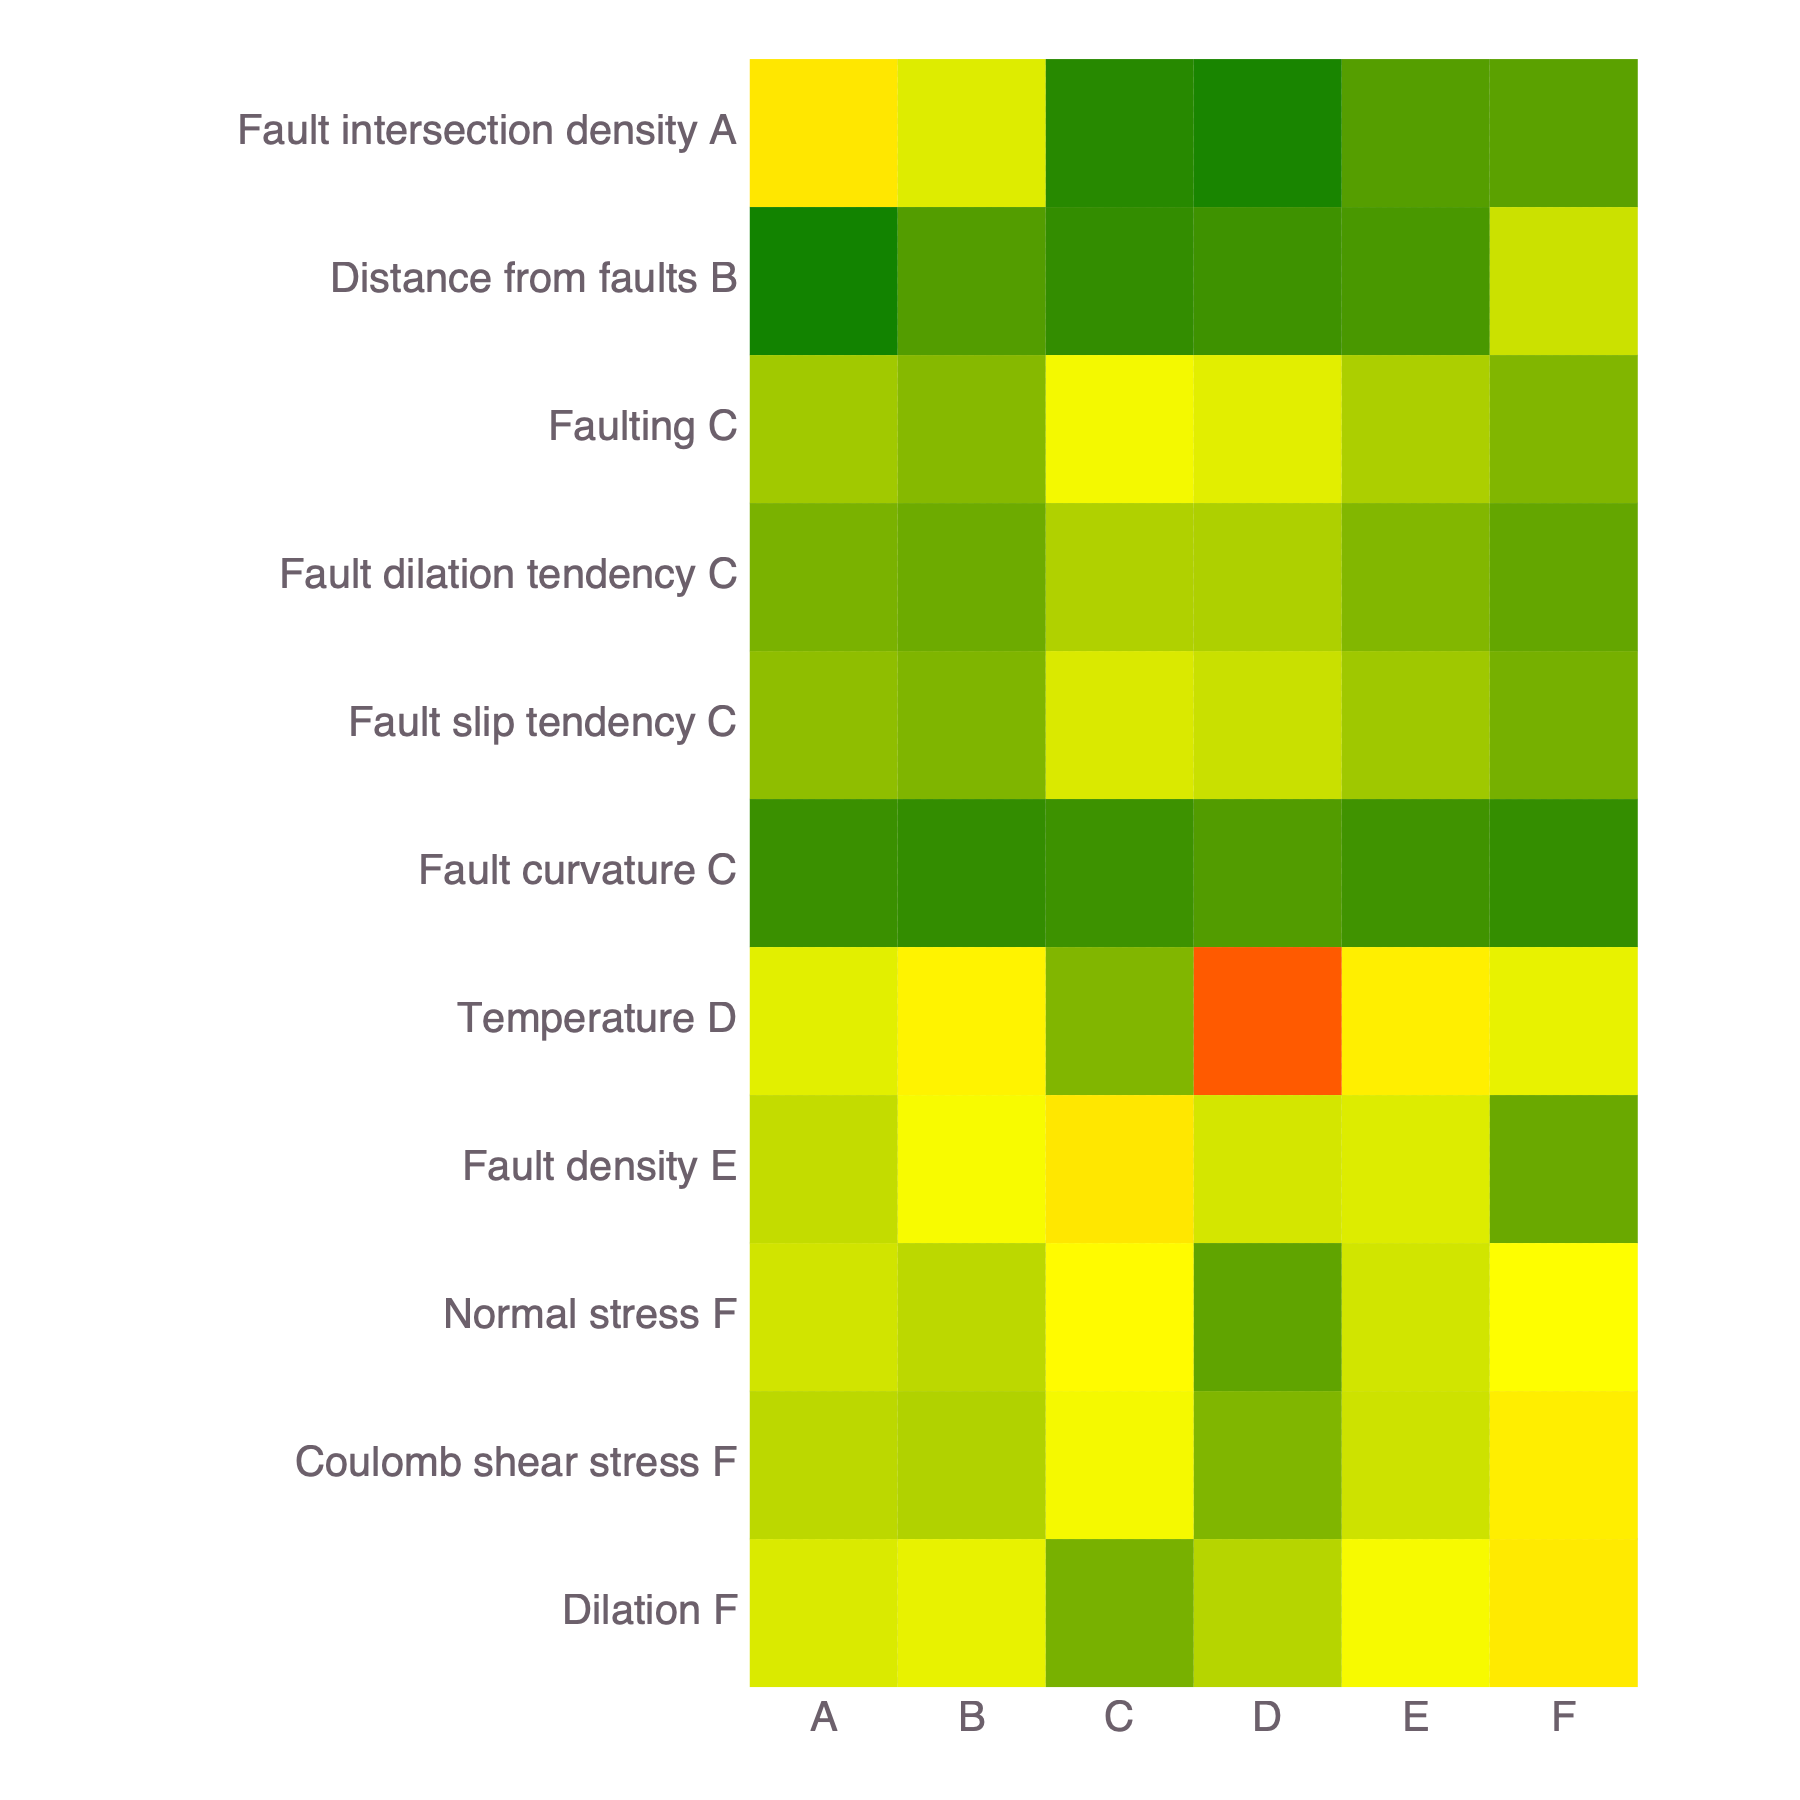 Fault intersection density A
Distance from faults B
Faulting C
Fault dilation tendency C
Fault slip tendency C
Fault curvature C
Temperature D
Fault density E
Normal stress F
Coulomb shear stress F
Dilation F
A B C D E F